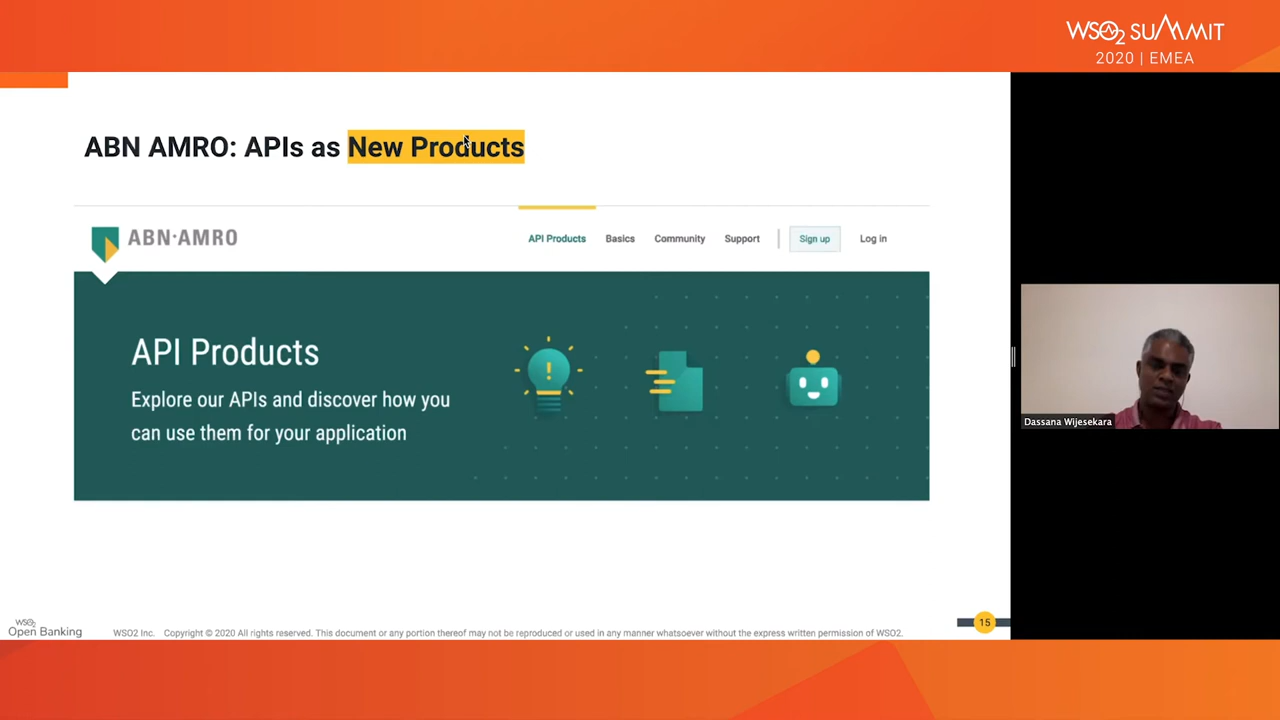 WSO2 SUMMIT
2020 | EMEA
ABN AMRO: APIs as New Products
ABN·AMRO
API Products Basics Community Support Sign up Log in
API Products
Explore our APIs and discover how you
can use them for your application
Dassana Wijesekara
WSO2
Open Banking
WSO2 Inc. Copyright © 2020 All rights reserved. This document or any portion thereof may not be reproduced or used in any manner whatsoever without the express written permission of WSO2.
15